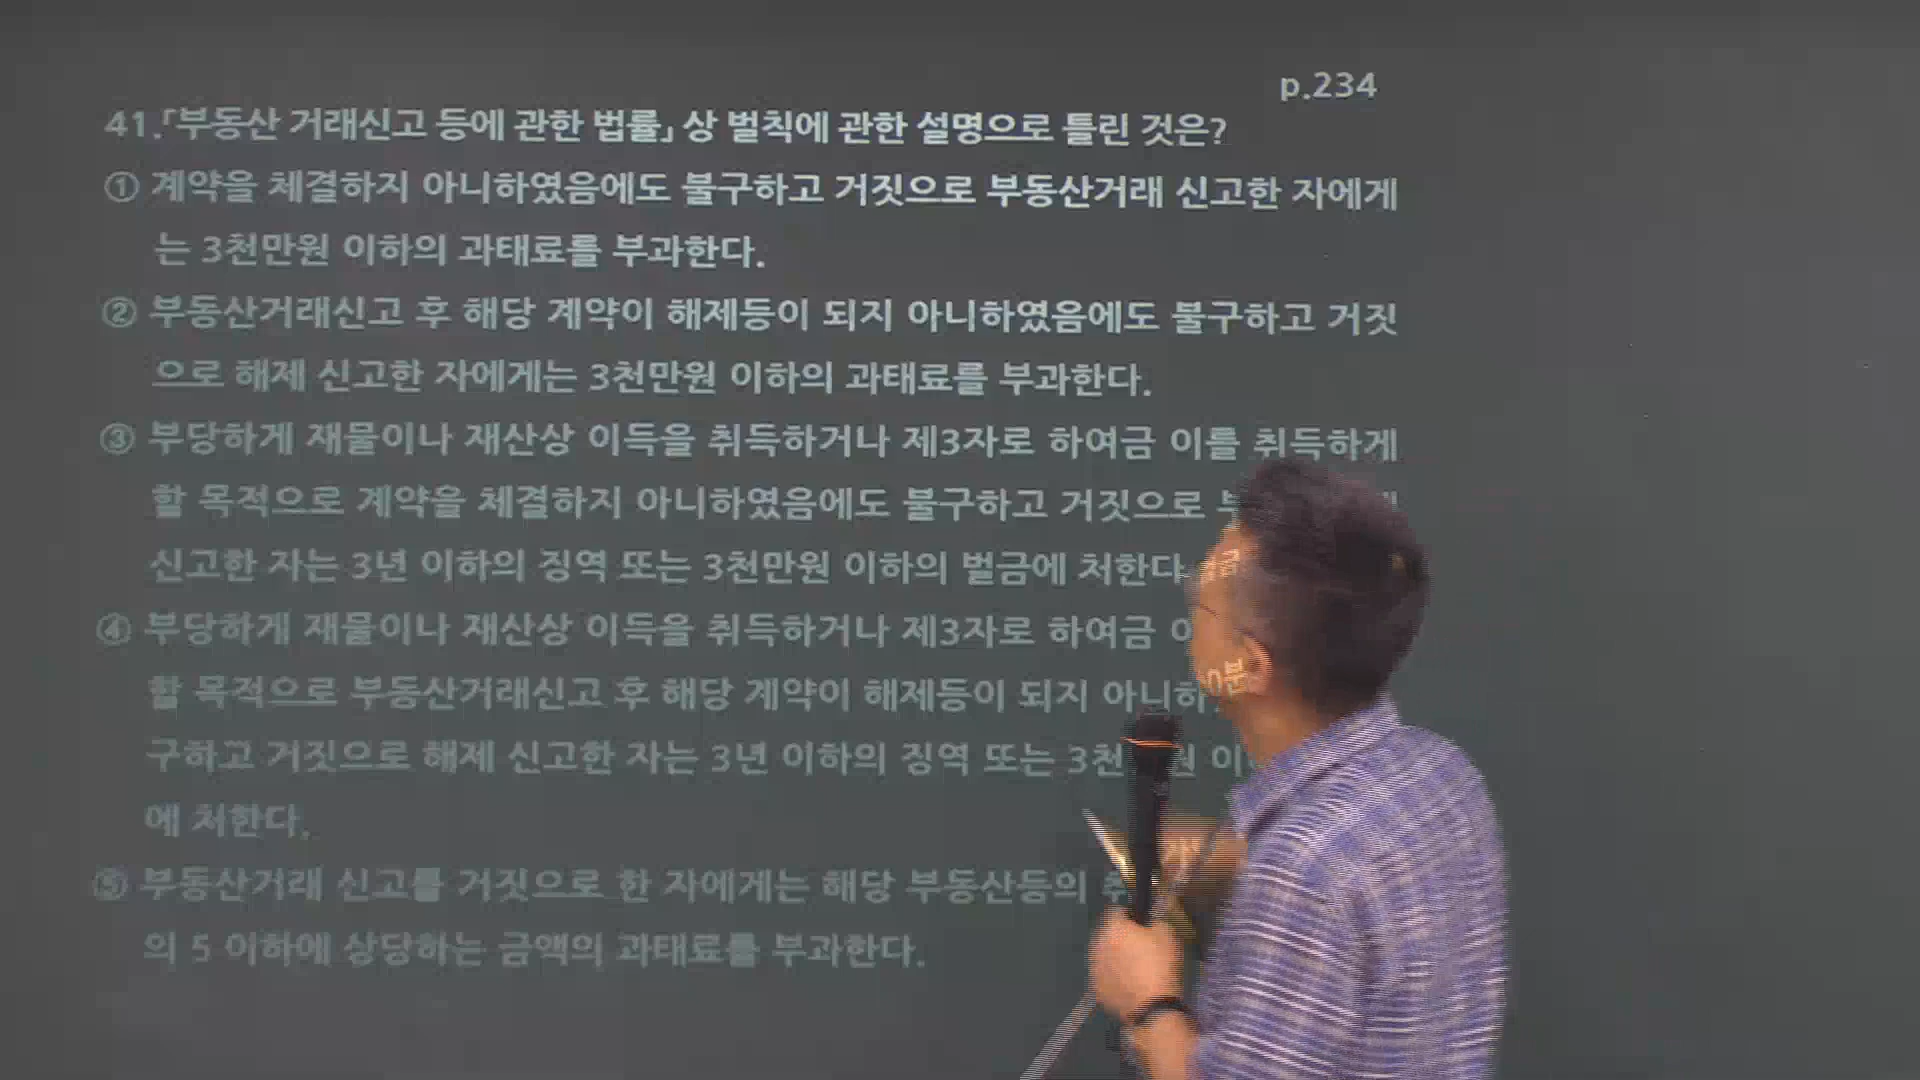 p.234
41.「부동산 거래신고 등에 관한 법률」 상 벌칙에 관한 설명으로 틀린 것은?
① 계약을 체결하지 아니하였음에도 불구하고 거짓으로 부동산거래 신고한 자에게
는 3천만원 이하의 과태료를 부과한다.
② 부동산거래신고 후 해당 계약이 해제등이 되지 아니하였음에도 불구하고 거짓
으로 해제 신고한 자에게는 3천만원 이하의 과태료를 부과한다.
③ 부당하게 재물이나 재산상 이득을 취득하거나 제3자로 하여금 이를 취득하게
할 목적으로 계약을 체결하지 아니하였음에도 불구하고 거짓으로
신고한 자는 3년 이하의 징역 또는 3천만원 이하의 벌금에 처한다
④ 부당하게 재물이나 재산상 이득을 취득하거나 제3자로 하여금
할 목적으로 부동산거래신고 후 해당 계약이 해제등이 되지 아니하
구하고 거짓으로 해제 신고한 자는 3년 이하의 징역 또는 3천 원
에 처한다.
⑤ 부동산거래 신고를 거짓으로 한 자에게는 해당 부동산등의
의 5 이하에 상당하는 금액의 과태료를 부과한다.